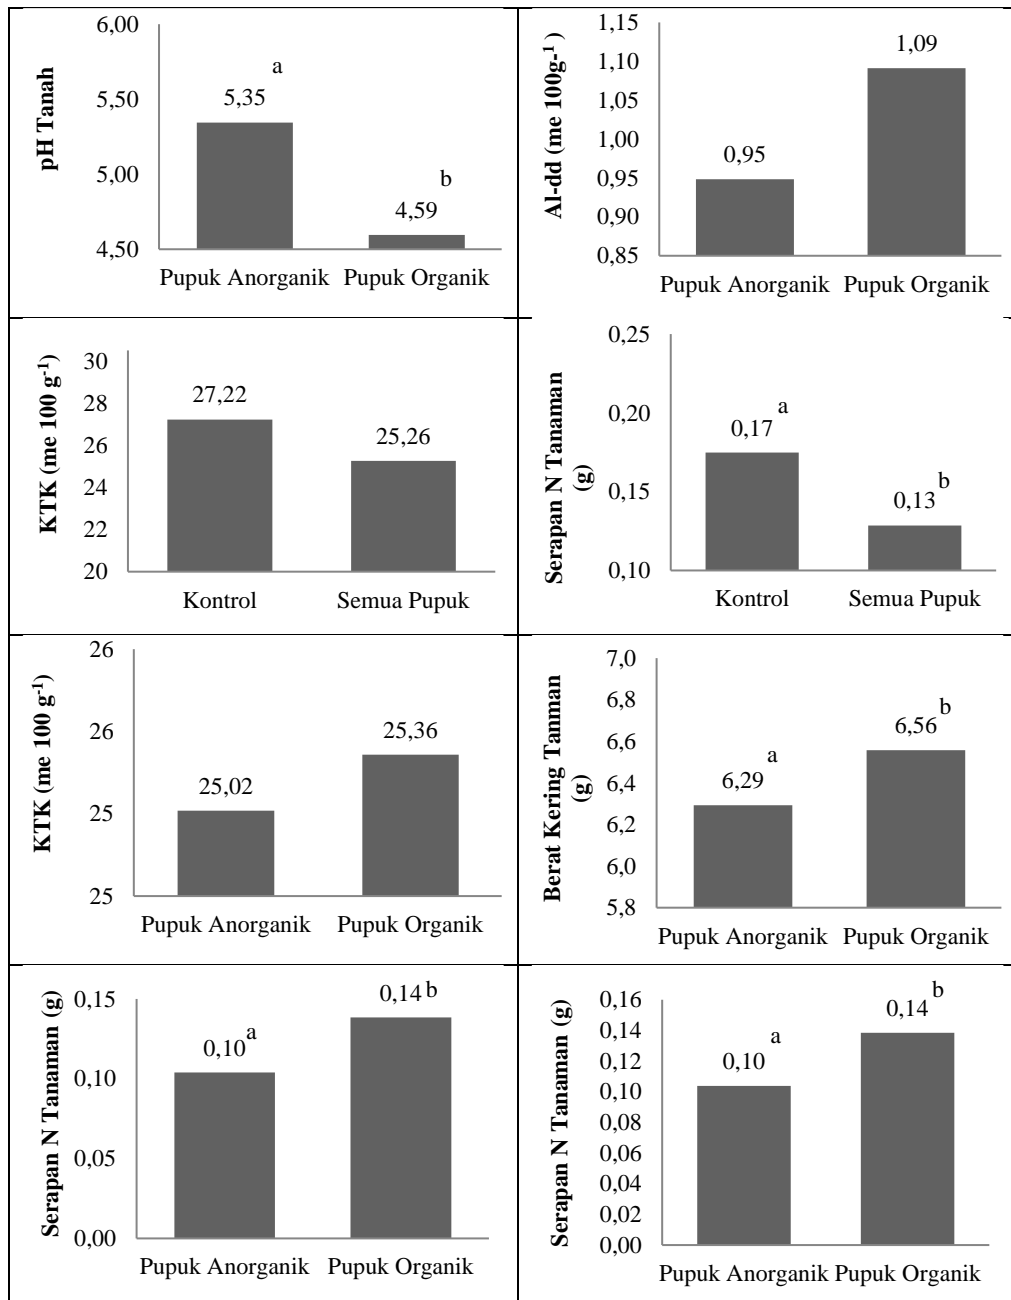 pH Tanah
6,00
5,50
5,00
4,50
a
5,35
b
4,59
Pupuk Anorganik Pupuk Organik
Al-dd (me 100g-¹ )
1,15
1,10
1,05
1,00
0,95
0,90
0,85
0,95
1,09
Pupuk Anorganik Pupuk Organik
KTK (me 100 g-¹)
30
28
26
24
22
20
27,22
25,26
Kontrol Semua Pupuk
Serapan N Tanaman
(g)
0,25
0,20
0,15
0,10
0,17 a
0,13 b
Kontrol Semua Pupuk
KTK (me 100 g-¹)
26
26
25
25
25,02
25,36
Pupuk Anorganik Pupuk Organik
Berat Kering Tanman
(g)
7,0
6,8
6,6
6,4
6,2
6,0
5,8
6,29 a
6,56 b
Pupuk Anorganik Pupuk Organik
Serapan N Tanaman (g)
0,15
0,10
0,05
0,00
0,10 a
0,14 b
Pupuk Anorganik Pupuk Organik
Serapan N Tanaman (g)
0,16
0,14
0,12
0,10
0,08
0,06
0,04
0,02
0,00
0,10 a
0,14 b
Pupuk Anorganik Pupuk Organik